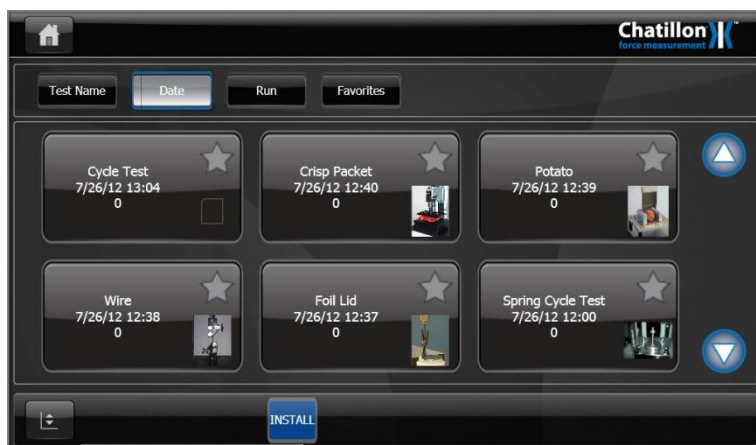 Chatillon™
force measurement
Test Name
Date
Run
Favorites
Cycle Test
7/26/12 13:04
0
Crisp Packet
7/26/12 12:40
0
Potato
7/26/12 12:39
0
Wire
7/26/12 12:38
0
Foil Lid
7/26/12 12:37
0
Spring Cycle Test
7/26/12 12:00
0
INSTALL